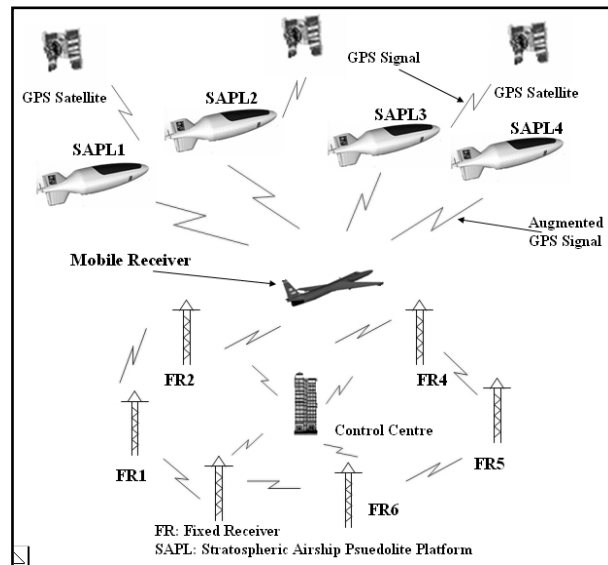 GPS Signal
GPS Satellite
SAPL2
GPS Satellite
SAPL3
SAPL1
SAPL4
Augmented
GPS Signal
Mobile Receiver
FR2
FR4
Control Centre
FR1
FR5
FR6
FR: Fixed Receiver
SAPL: Stratospheric Airship Psuedolite Platform